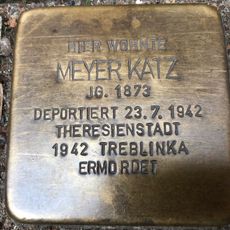 HIER WOHNTE
MEYER KATZ
JG. 1873
DEPORTIERT 23.7.1942
THERESIENSTADT
1942 TREBLINKA
ERMORDET